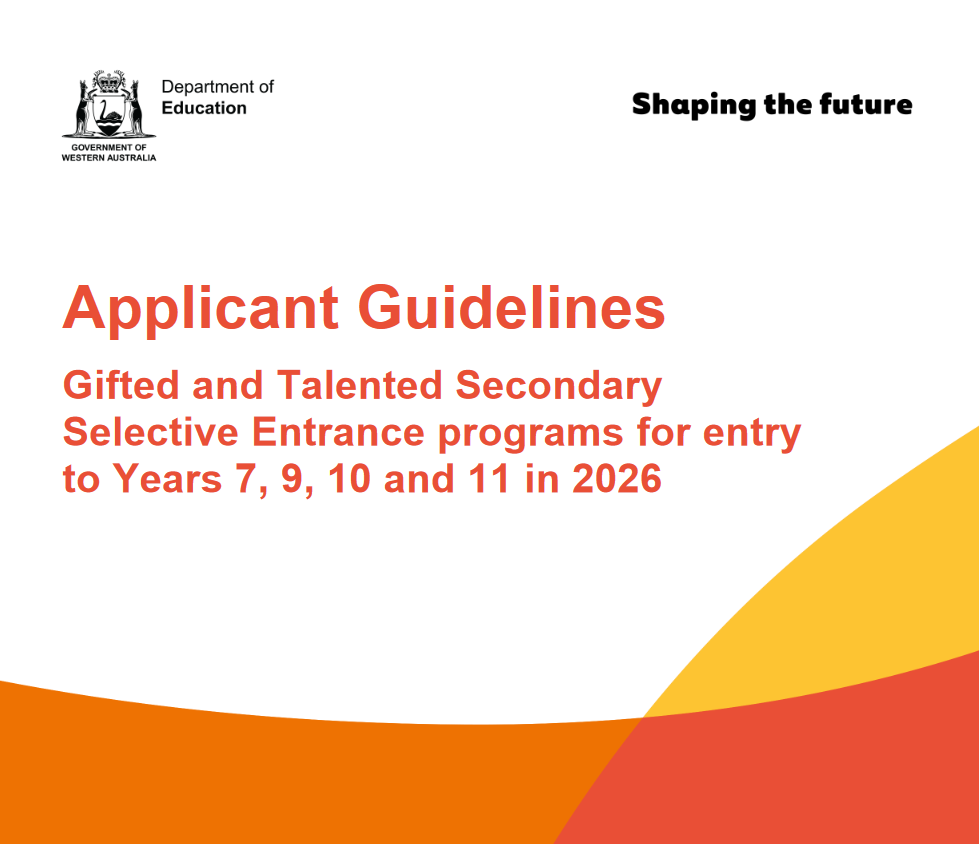 Department of
Education
GOVERNMENT OF
WESTERN AUSTRALIA
Shaping the future
Applicant Guidelines
Gifted and Talented Secondary
Selective Entrance programs for entry
to Years 7, 9, 10 and 11 in 2026